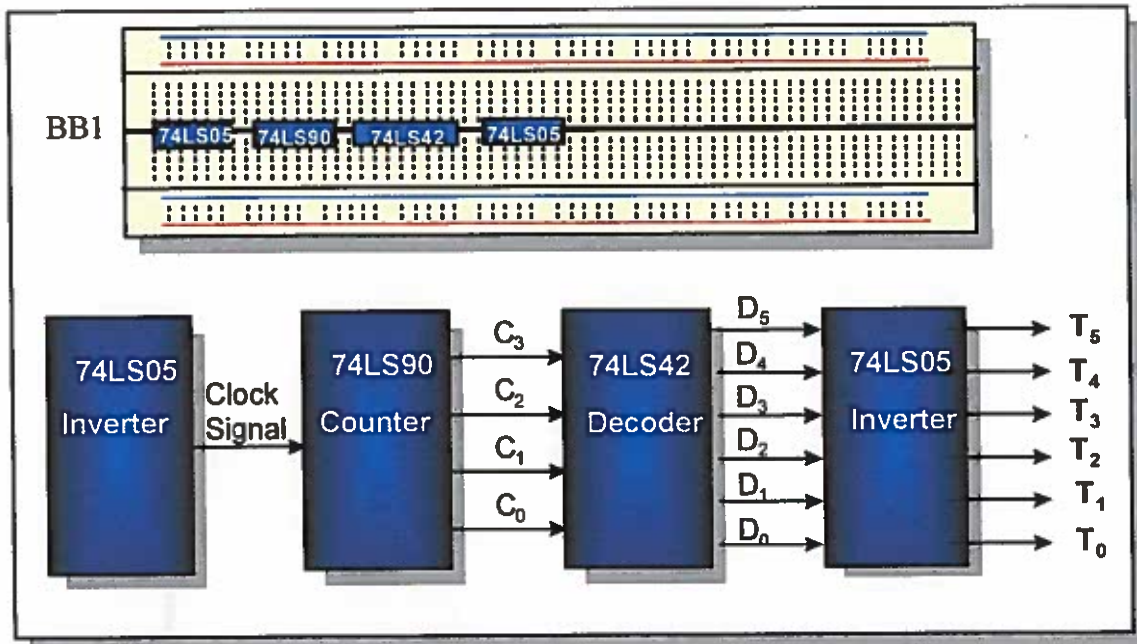 BB1
74LS05
74LS90
74LS42
74LS05
74LS05
Inverter
Clock
Signal
74LS90
Counter
C₃
C₂
C₁
C₀
74LS42
Decoder
D₅
D₄
D₃
D₂
D₁
D₀
74LS05
Inverter
T₅
T₄
T₃
T₂
T₁
T₀